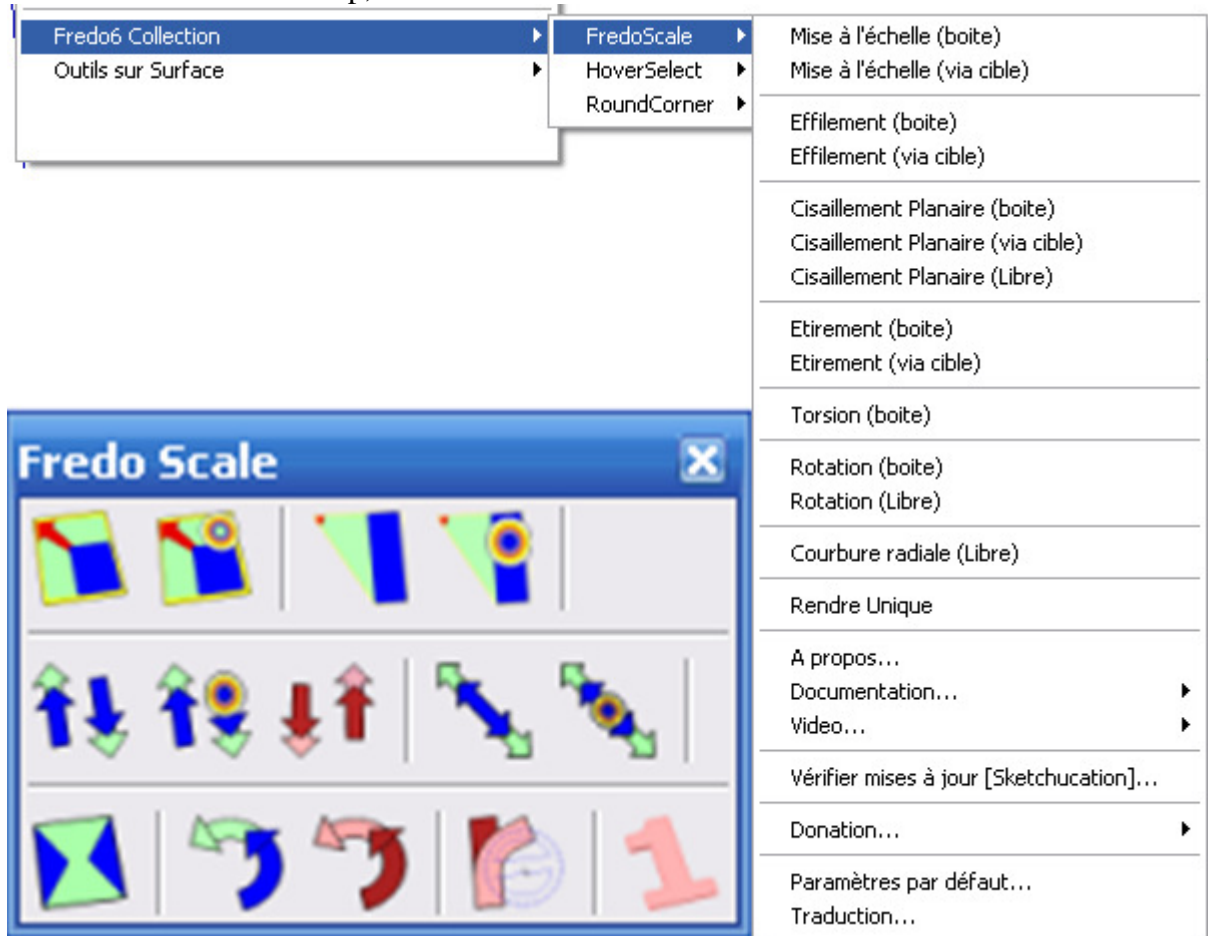 Fredo6 Collection
Outils sur Surface
FredoScale
HoverSelect
RoundCorner
Mise à l'échelle (boite)
Mise à l'échelle (via cible)
Effilement (boite)
Effilement (via cible)
Cisaillement Planaire (boite)
Cisaillement Planaire (via cible)
Cisaillement Planaire (Libre)
Etirement (boite)
Etirement (via cible)
Torsion (boite)
Rotation (boite)
Rotation (Libre)
Courbure radiale (Libre)
Rendre Unique
A propos...
Documentation...
Video...
Vérifier mises à jour [Sketchucation]...
Donation...
Paramètres par défaut...
Traduction...
Fredo Scale
1